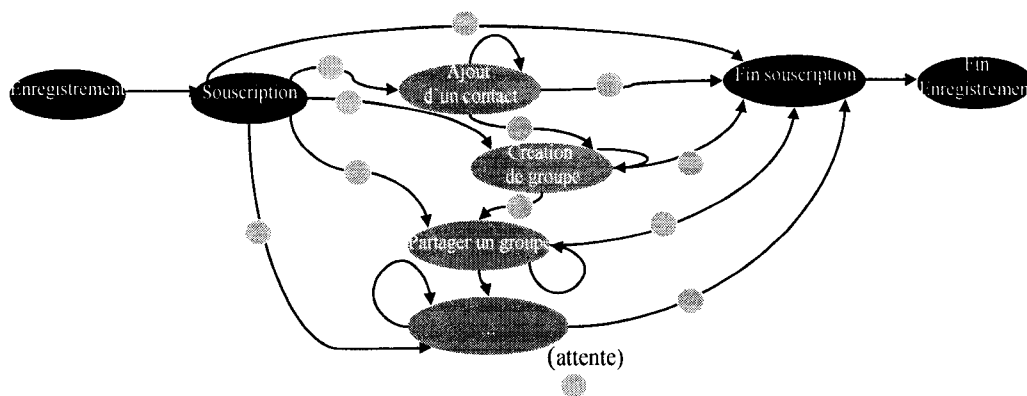 Enregistrement
Souscription
Ajout
d'un contact
Fin souscription
Fin
Enregistrement
Création
de groupe
Partager un groupe
...
(attente)